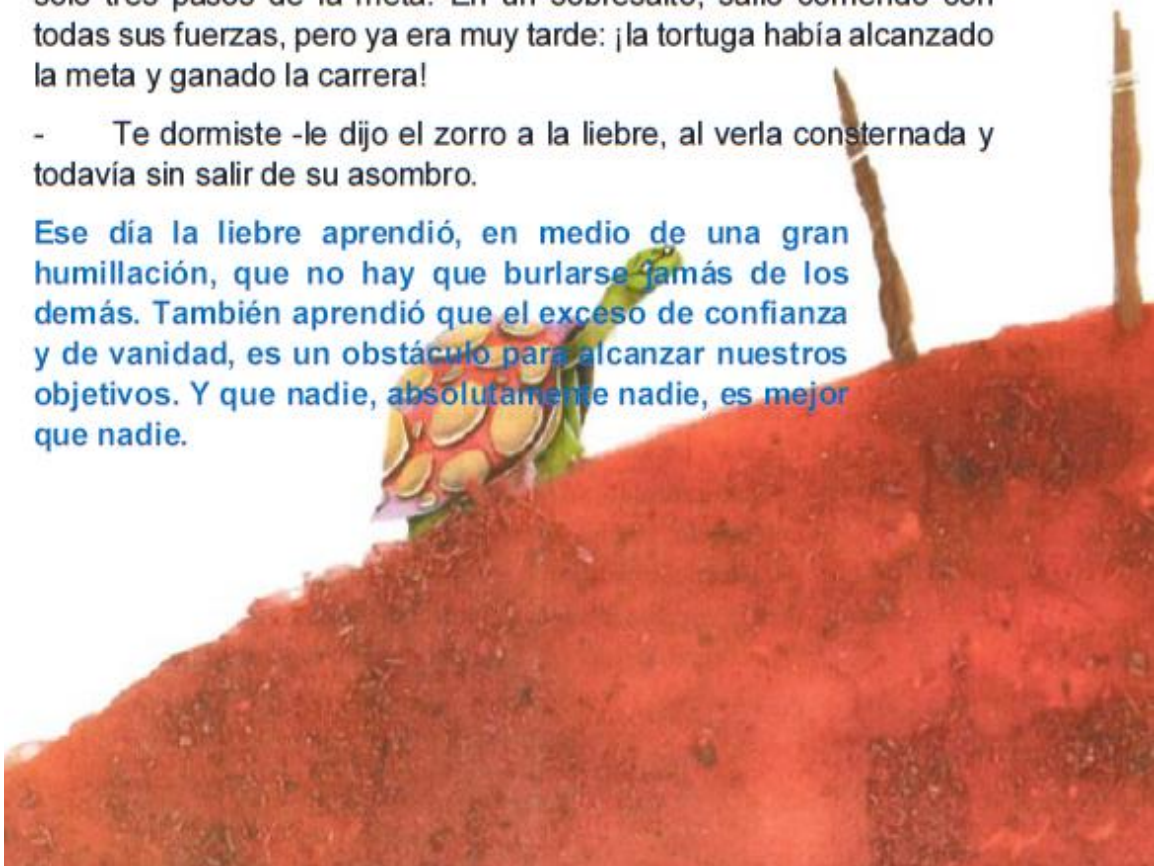 solo tres pasos de la meta. En un sobresalto, salió corriendo con
todas sus fuerzas, pero ya era muy tarde: ¡la tortuga había alcanzado
la meta y ganado la carrera!
- Te dormiste -le dijo el zorro a la liebre, al verla consternada y
todavía sin salir de su asombro.
Ese día la liebre aprendió, en medio de una gran
humillación, que no hay que burlarse jamás de los
demás. También aprendió que el exceso de confianza
y de vanidad, es un obstáculo para alcanzar nuestros
objetivos. Y que nadie, absolutamente nadie, es mejor
que nadie.